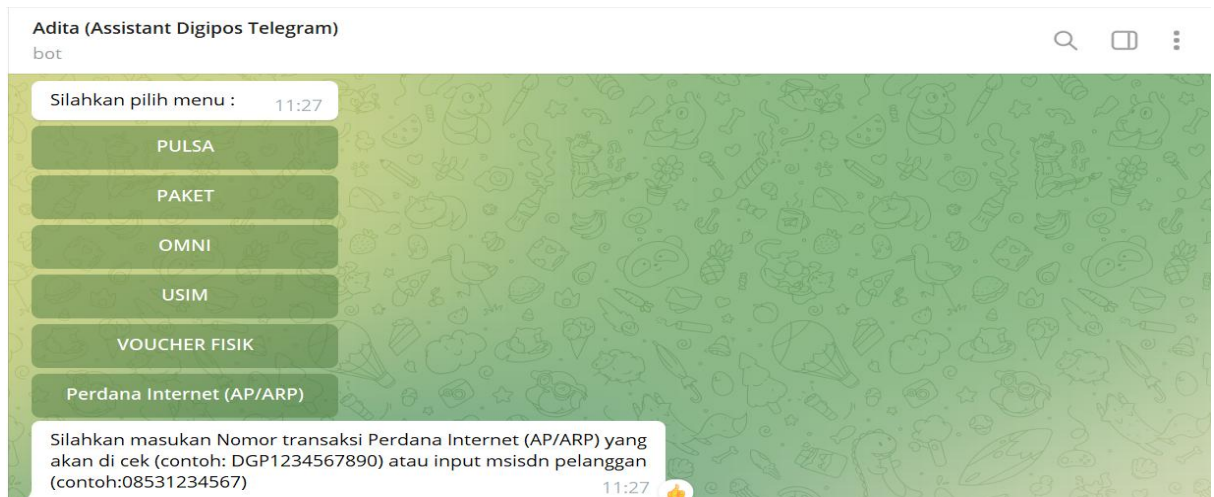 Adita (Assistant Digipos Telegram)
bot
Silahkan pilih menu :
11:27
PULSA
PAKET
OMNI
USIM
VOUCHER FISIK
Perdana Internet (AP/ARP)
Silahkan masukan Nomor transaksi Perdana Internet (AP/ARP) yang
akan di cek (contoh: DGP1234567890) atau input msisdn pelanggan
(contoh:08531234567)
11:27